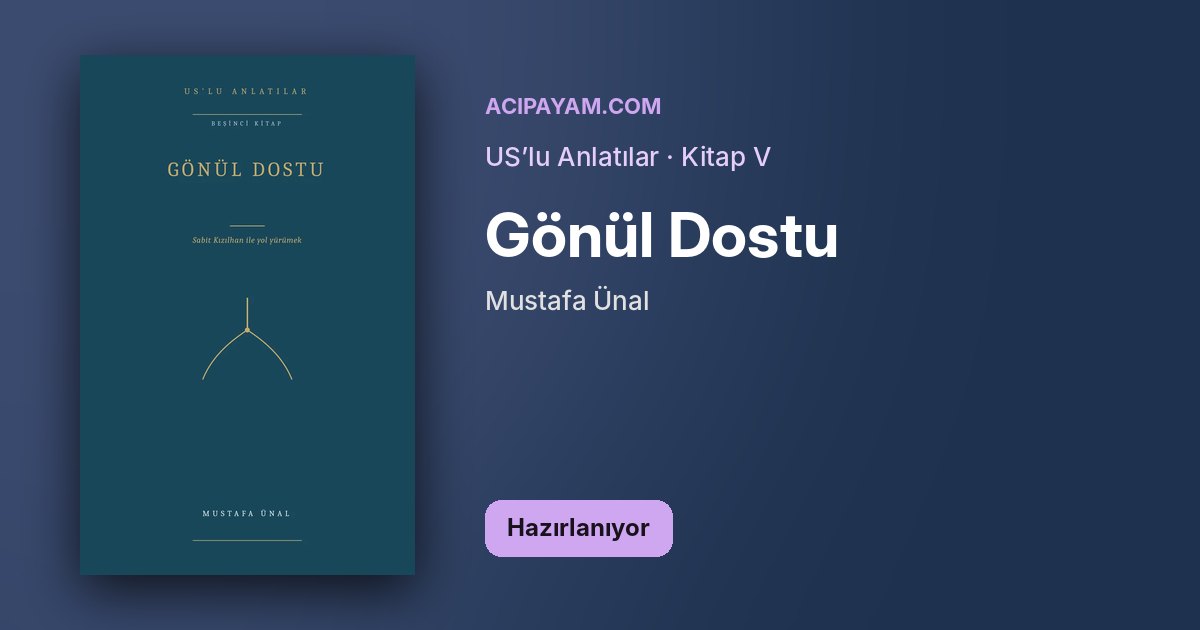 US'LU ANLATILAR
BEŞİNCİ KİTAP
GÖNÜL DOSTU
Sabit Kızılhan ile yol yürümek
MUSTAFA ÜNAL
ACIPAYAM.COM
US’lu Anlatılar · Kitap V
Gönül Dostu
Mustafa Ünal
Hazırlanıyor